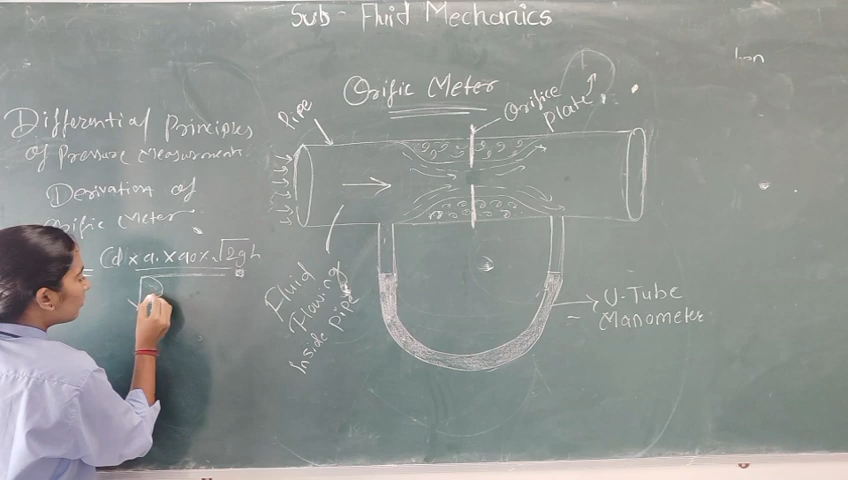 Sub - Fluid Mechanics
Orific Meter
Differential Principles
of Pressure Measurments.
Derivation of
Orific Meter
= Cd × a₁ × a₀ × √2gh
Pipe
Orifice
Plate
Fluid
Flowing
Inside Pipe
U-Tube
Manometer